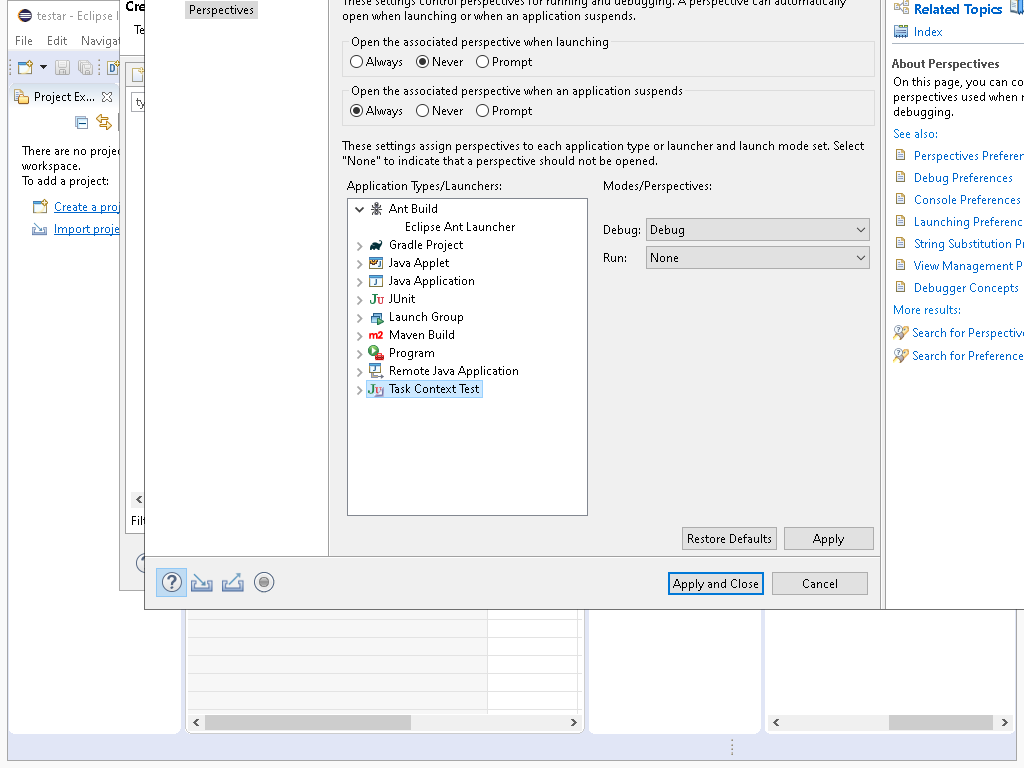 testar - Eclipse I
File Edit Navigat
Project Ex...
There are no proje
workspace.
To add a project:
Create a proj
Import proje
Cre
Te
ty
Filt
Perspectives
These settings control perspectives for running and debugging. A perspective can automatically
open when launching or when an application suspends.
Open the associated perspective when launching
Always Never Prompt
Open the associated perspective when an application suspends
Always Never Prompt
These settings assign perspectives to each application type or launcher and launch mode set. Select
"None" to indicate that a perspective should not be opened.
Application Types/Launchers:
Modes/Perspectives:
Ant Build
Eclipse Ant Launcher
Gradle Project
Java Applet
Java Application
JUnit
Launch Group
Maven Build
Program
Remote Java Application
Task Context Test
Debug: Debug
Run: None
Restore Defaults Apply
Apply and Close Cancel
Related Topics
Index
About Perspectives
On this page, you can co
perspectives used when r
debugging.
See also:
Perspectives Preferen
Debug Preferences
Console Preferences
Launching Preferenc
String Substitution Pr
View Management P
Debugger Concepts
More results:
Search for Perspective
Search for Preference